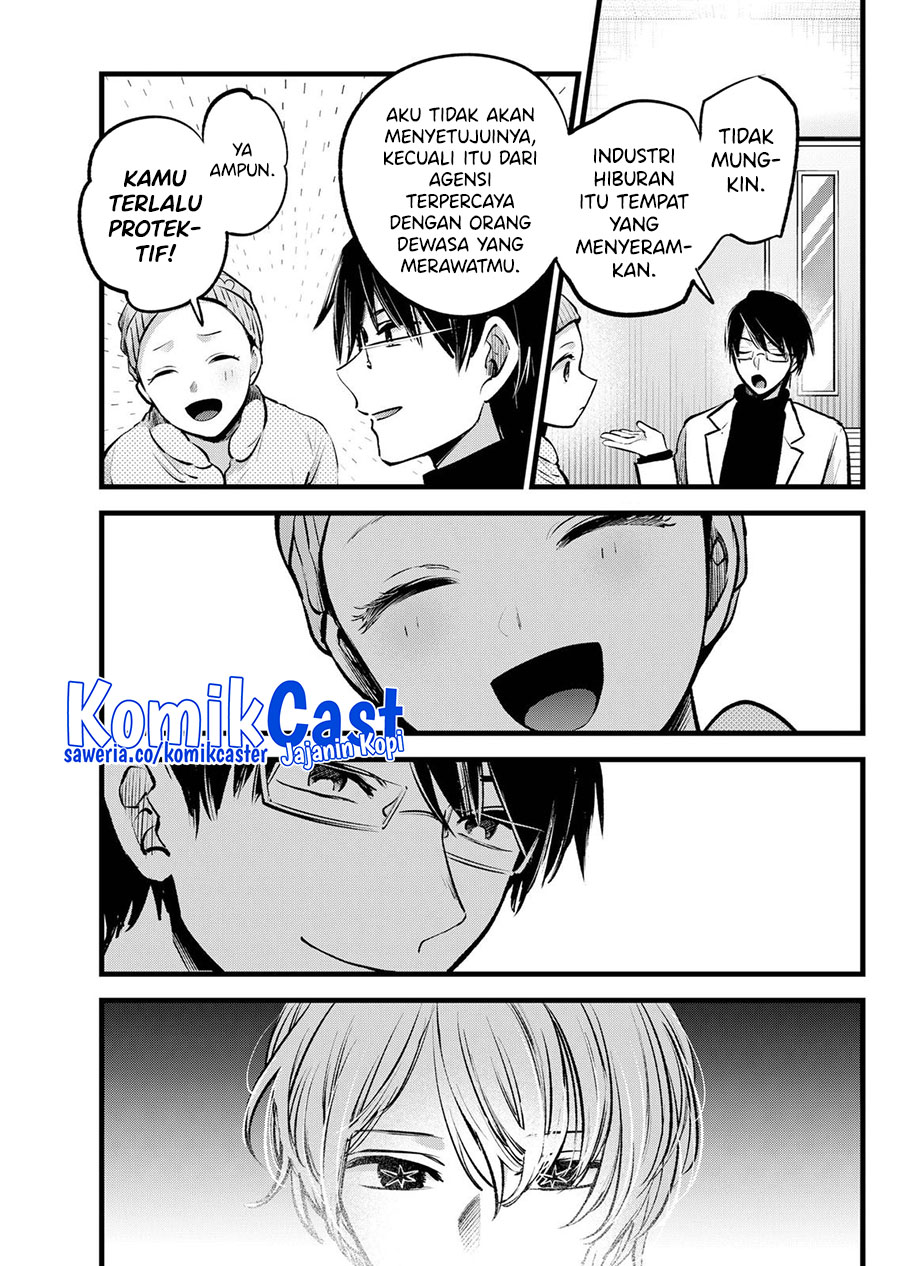 TIDAK
MUNG-
KIN.
INDUSTRI
HIBURAN
ITU TEMPAT
YANG
MENYERAM-
KAN.
AKU TIDAK AKAN
MENYETUJUINYA,
KECUALI ITU DARI
AGENSI
TERPERCAYA
DENGAN ORANG
DEWASA YANG
MERAWATMU.
YA
AMPUN.
KAMU
TERLALU
PROTEK-
TIF!
KomikCast
saweria.co/komikcaster Jajanin Kopi